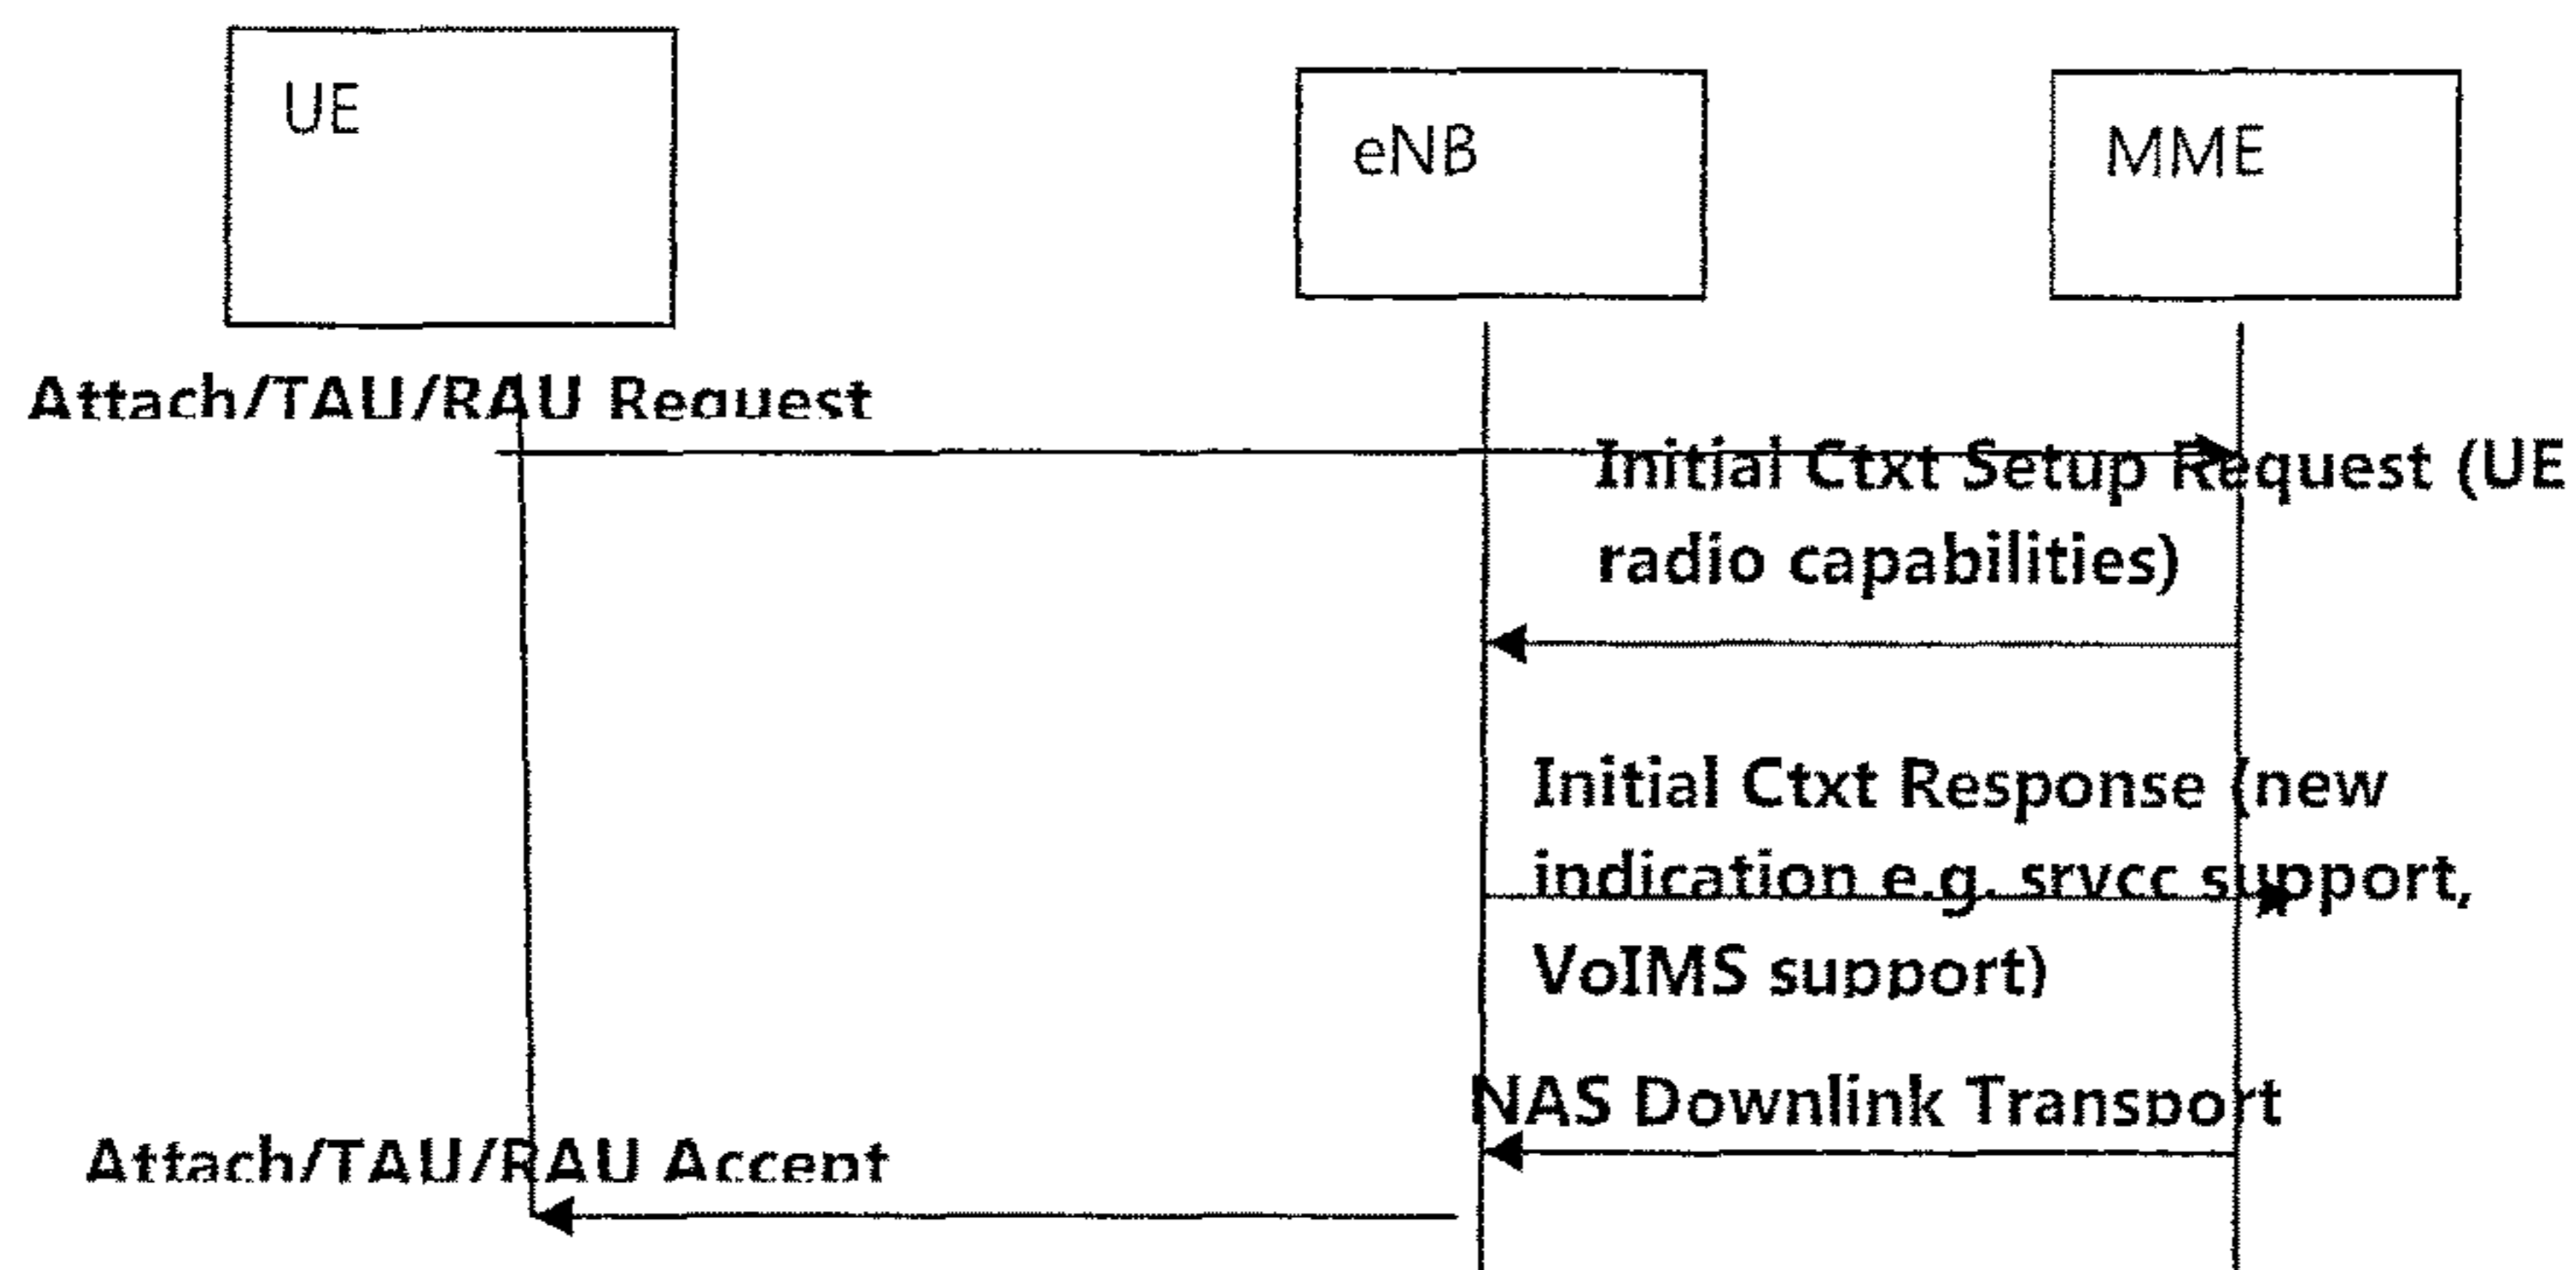 UE
eNB
MME
Attach/TAU/RAU Request
Initial Ctxt Setup Request (UE
radio capabilities)
Initial Ctxt Response (new
indication e.g. srvcc support,
VoIMS support)
NAS Downlink Transport
Attach/TAU/RAU Accept